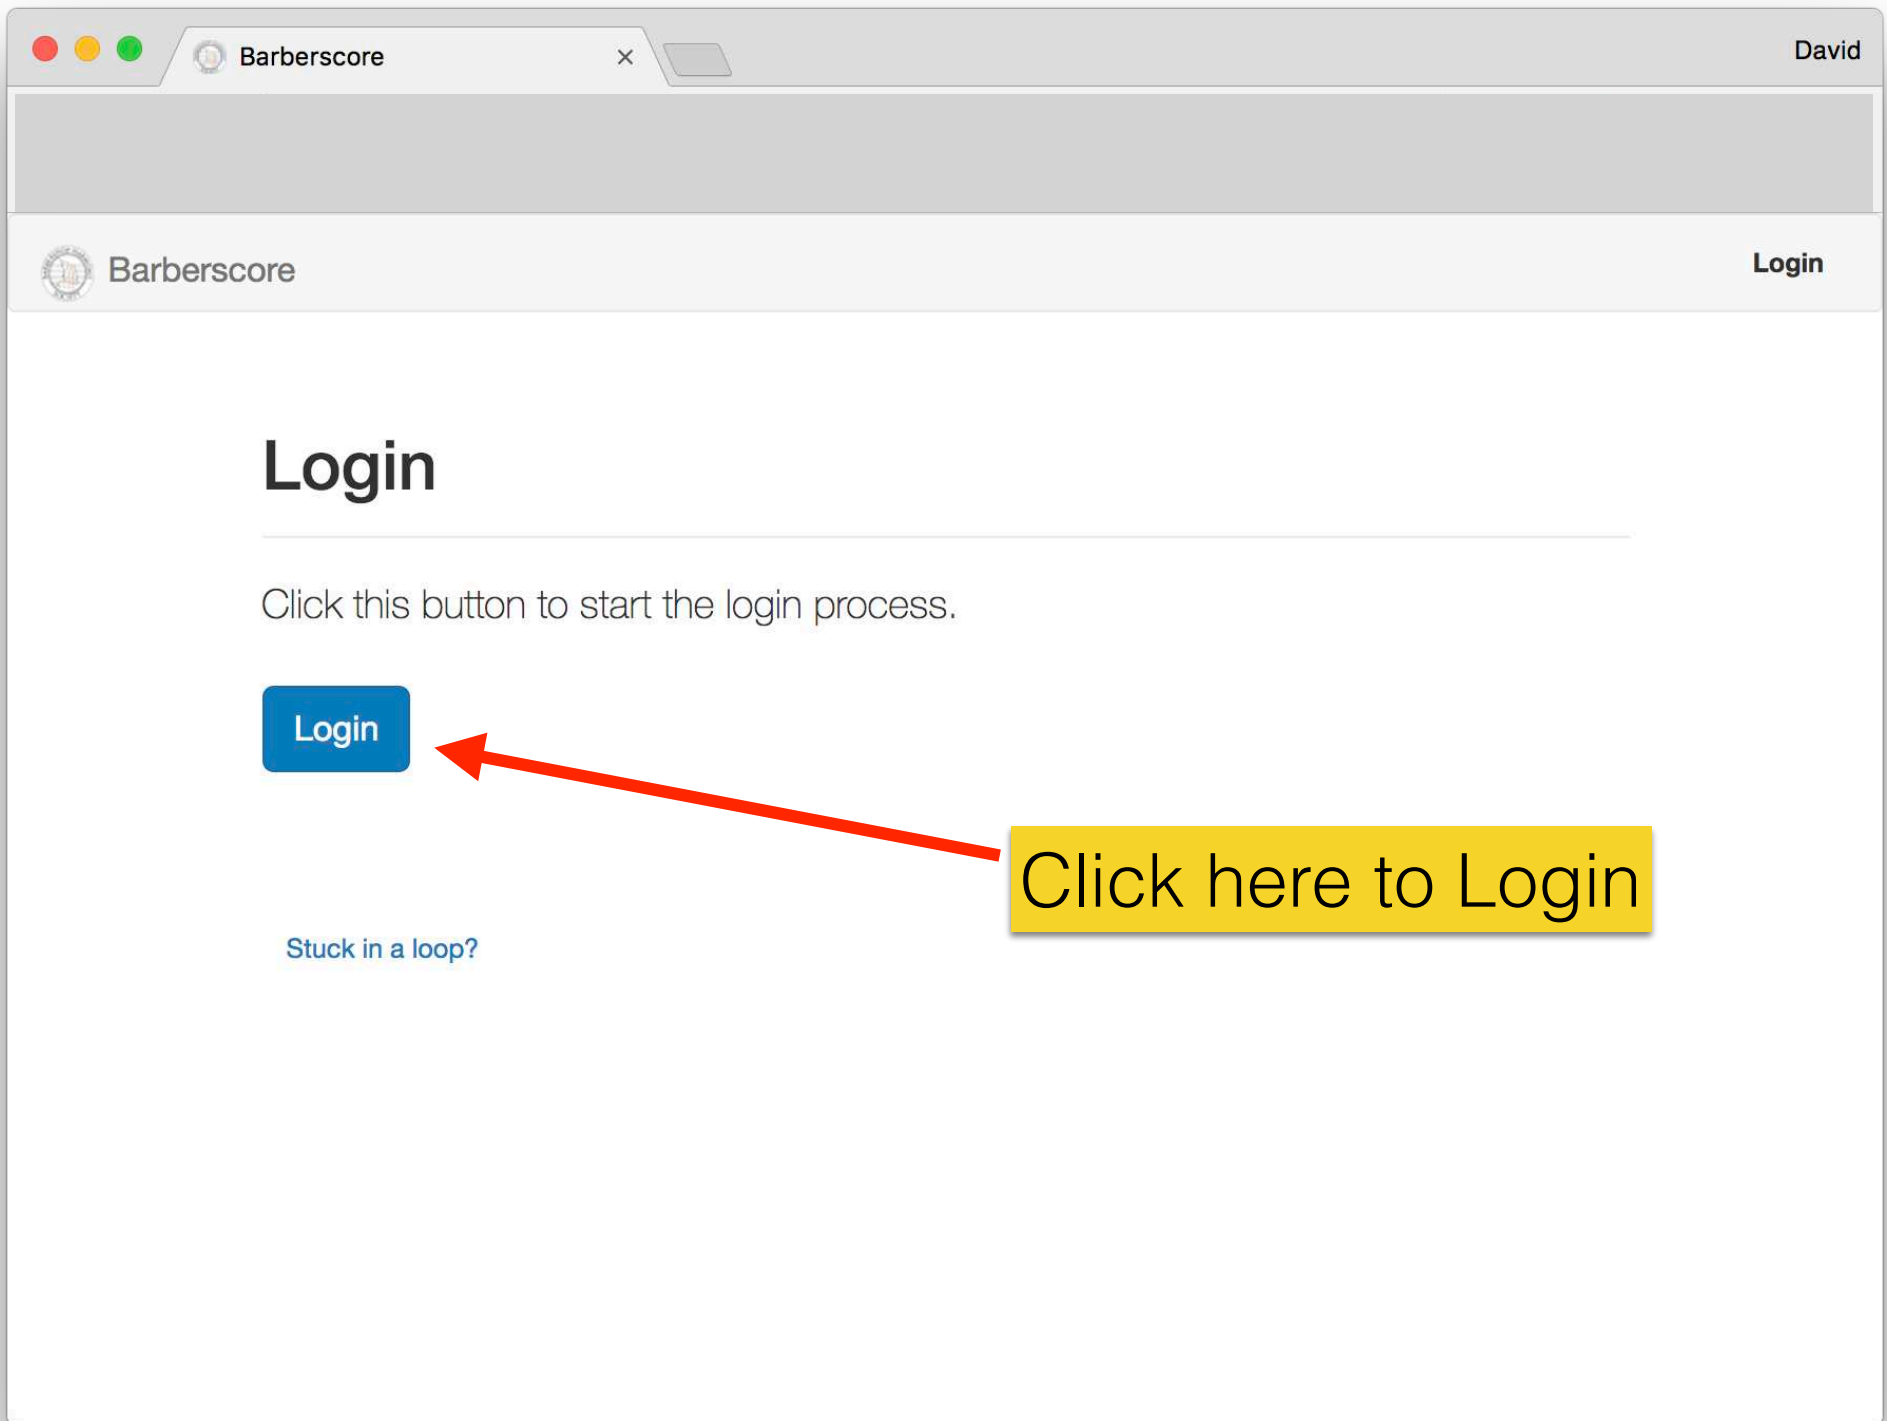 Barberscore
David
Barberscore
Login
Login
Click this button to start the login process.
Login
Click here to Login
Stuck in a loop?